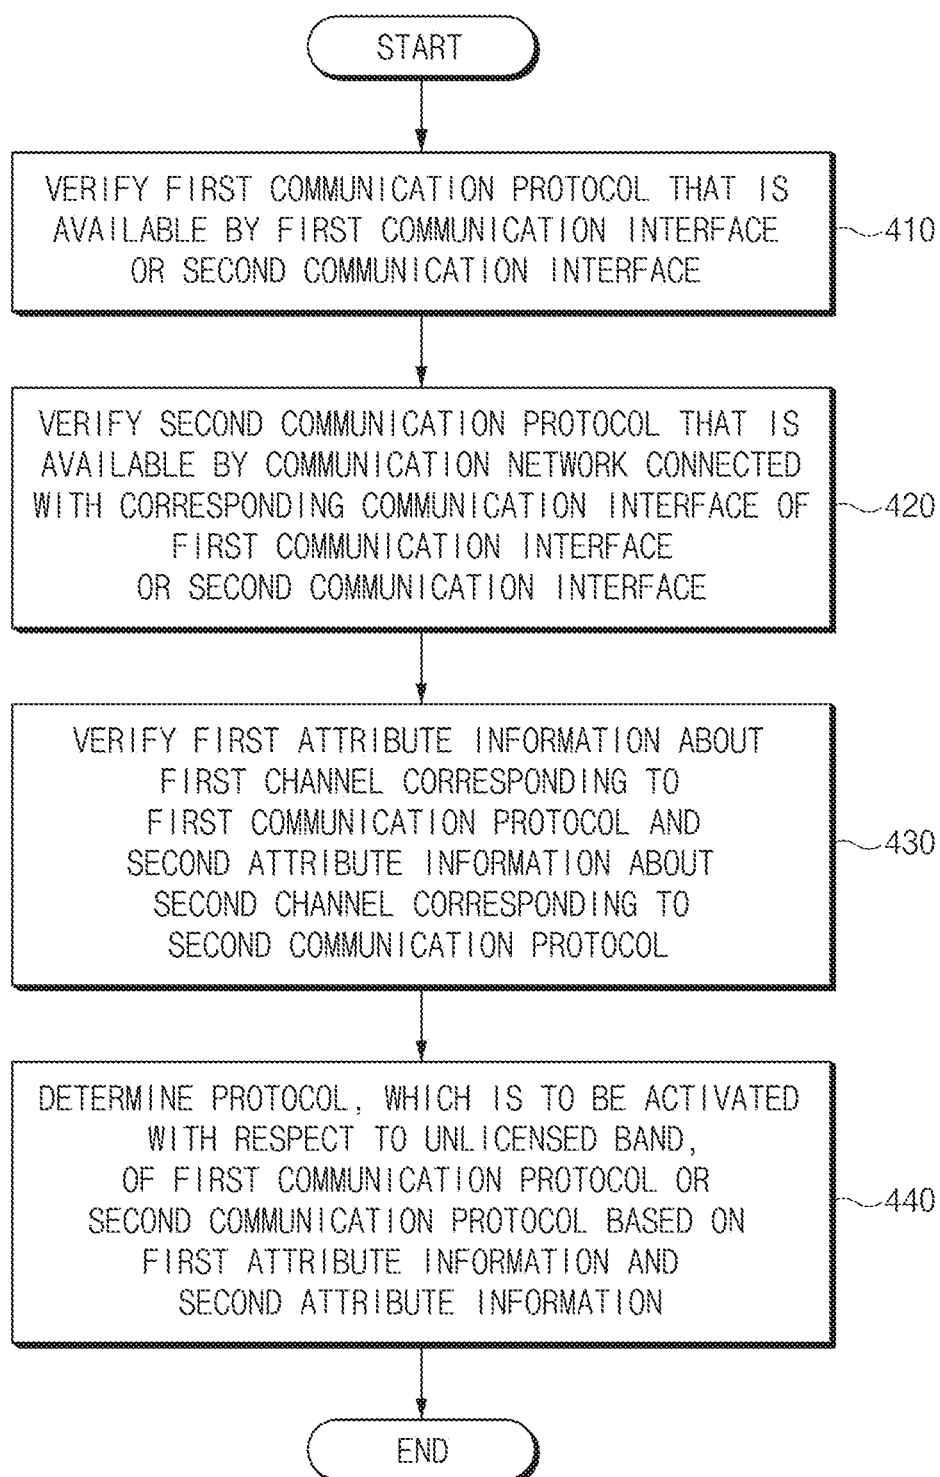 START
VERIFY FIRST COMMUNICATION PROTOCOL THAT IS
AVAILABLE BY FIRST COMMUNICATION INTERFACE
OR SECOND COMMUNICATION INTERFACE
410
VERIFY SECOND COMMUNICATION PROTOCOL THAT IS
AVAILABLE BY COMMUNICATION NETWORK CONNECTED
WITH CORRESPONDING COMMUNICATION INTERFACE OF
FIRST COMMUNICATION INTERFACE
OR SECOND COMMUNICATION INTERFACE
420
VERIFY FIRST ATTRIBUTE INFORMATION ABOUT
FIRST CHANNEL CORRESPONDING TO
FIRST COMMUNICATION PROTOCOL AND
SECOND ATTRIBUTE INFORMATION ABOUT
SECOND CHANNEL CORRESPONDING TO
SECOND COMMUNICATION PROTOCOL
430
DETERMINE PROTOCOL, WHICH IS TO BE ACTIVATED
WITH RESPECT TO UNLICENSED BAND,
OF FIRST COMMUNICATION PROTOCOL OR
SECOND COMMUNICATION PROTOCOL BASED ON
FIRST ATTRIBUTE INFORMATION AND
SECOND ATTRIBUTE INFORMATION
440
END